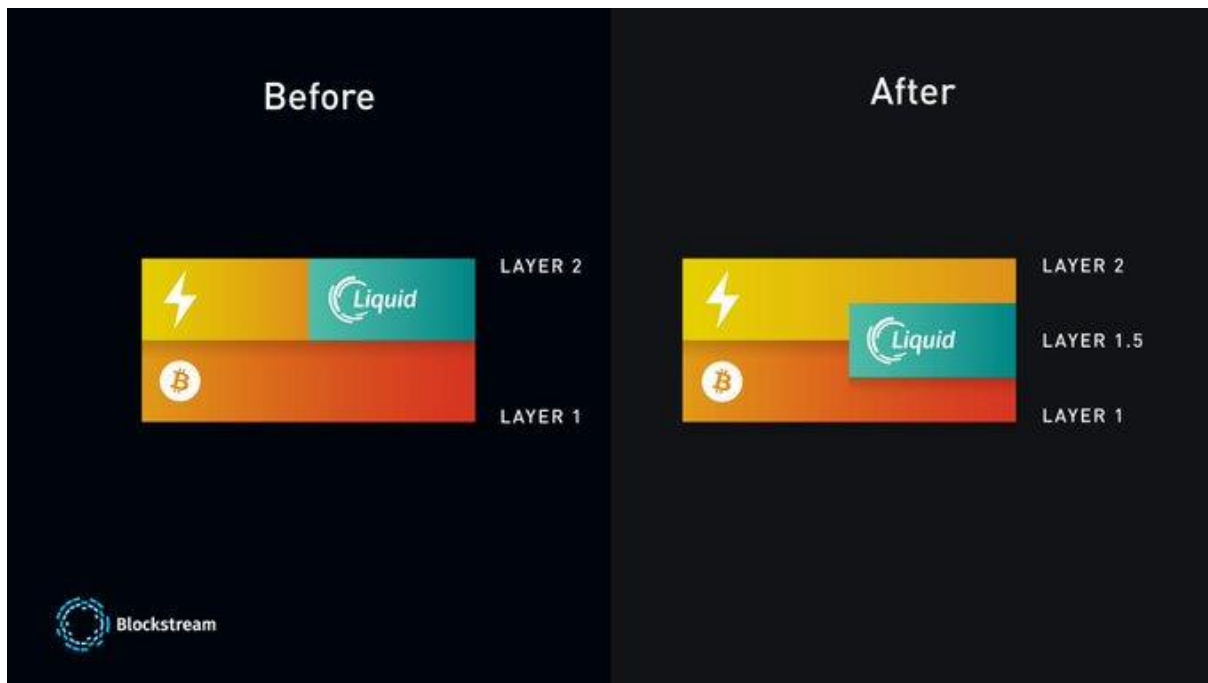 Before
After
LAYER 2
Liquid
LAYER 1
LAYER 2
Liquid
LAYER 1.5
LAYER 1
Blockstream